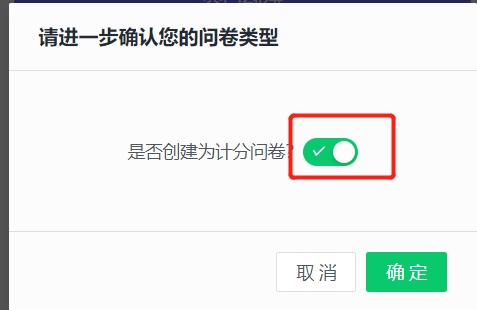 请进一步确认您的问卷类型
是否创建为计分问卷?
取 消
确 定